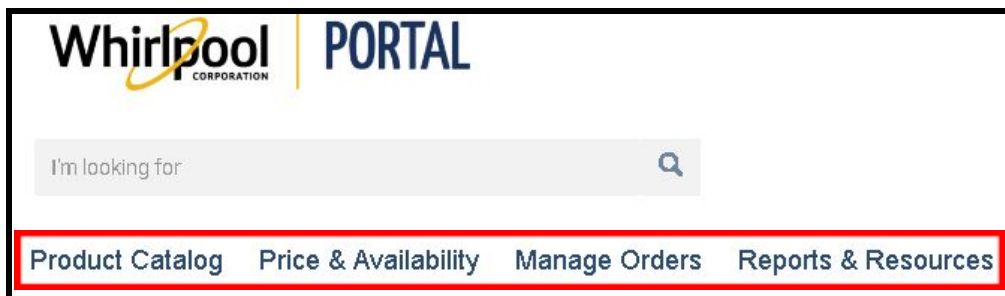 Whirlpool
CORPORATION
PORTAL
I'm looking for
Product Catalog Price & Availability Manage Orders Reports & Resources